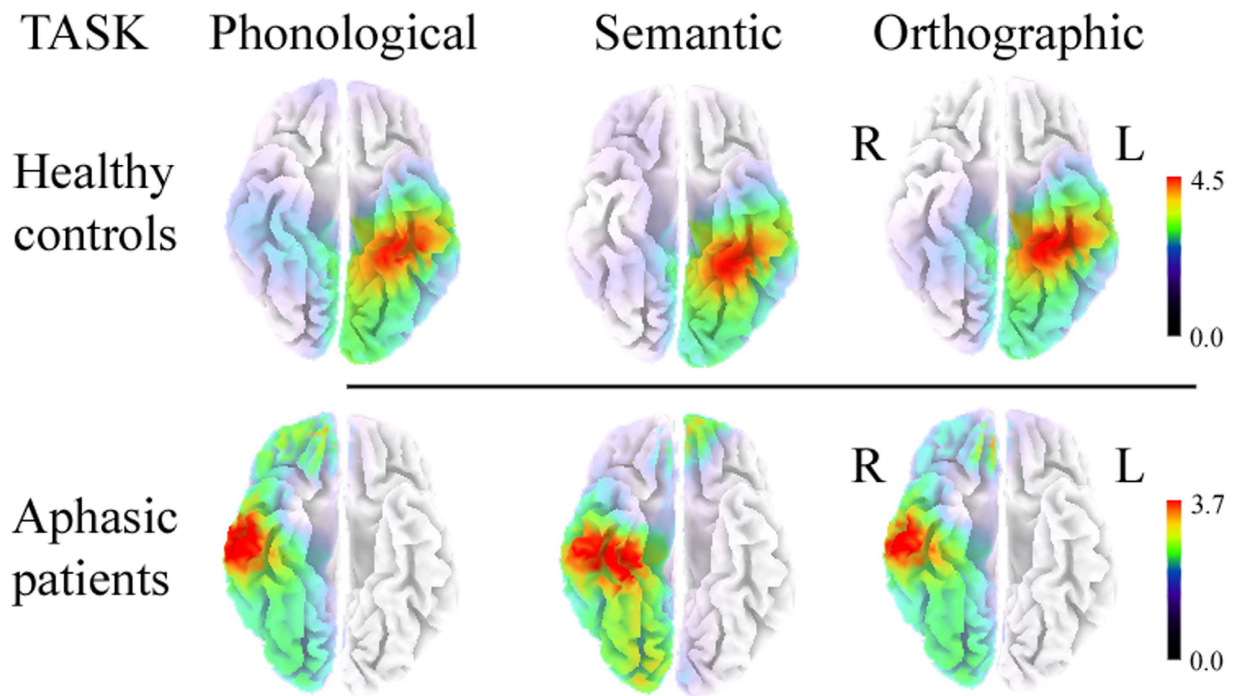 TASK Phonological Semantic Orthographic
Healthy
controls
R L
4.5
0.0
Aphasic
patients
R L
3.7
0.0